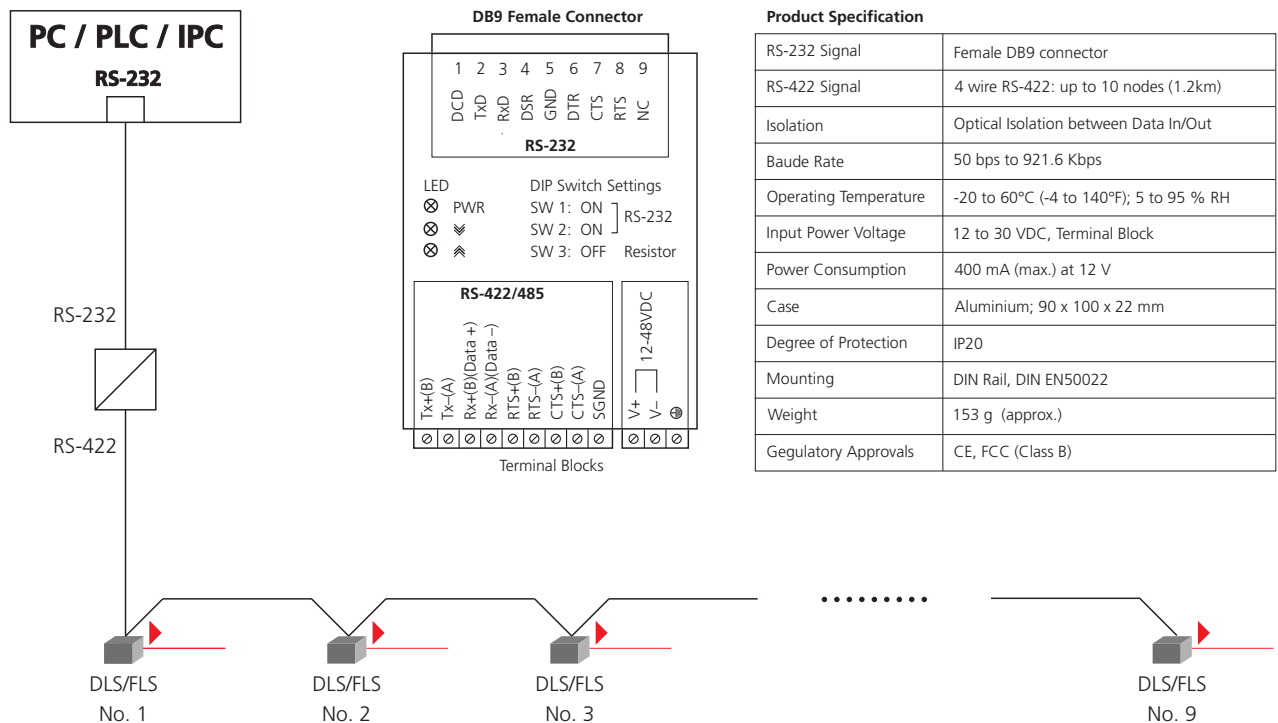 PC / PLC / IPC
RS-232
RS-232
RS-422
DB9 Female Connector
1 2 3 4 5 6 7 8 9
DCD TxD RxD DSR GND DTR CTS RTS NC
RS-232
LED DIP Switch Settings
PWR SW 1: ON RS-232
SW 2: ON
SW 3: OFF Resistor
RS-422/485
Tx+(B)
Tx–(A)
Rx+(B)(Data +)
Rx–(A)(Data –)
RTS+(B)
RTS–(A)
CTS+(B)
CTS–(A)
SGND
12-48VDC
V+
V–
Terminal Blocks
Product Specification
RS-232 Signal Female DB9 connector
RS-422 Signal 4 wire RS-422: up to 10 nodes (1.2km)
Isolation Optical Isolation between Data In/Out
Baude Rate 50 bps to 921.6 Kbps
Operating Temperature -20 to 60°C (-4 to 140°F); 5 to 95 % RH
Input Power Voltage 12 to 30 VDC, Terminal Block
Power Consumption 400 mA (max.) at 12 V
Case Aluminium; 90 x 100 x 22 mm
Degree of Protection IP20
Mounting DIN Rail, DIN EN50022
Weight 153 g (approx.)
Gegulatory Approvals CE, FCC (Class B)
DLS/FLS
No. 1
DLS/FLS
No. 2
DLS/FLS
No. 3
DLS/FLS
No. 9